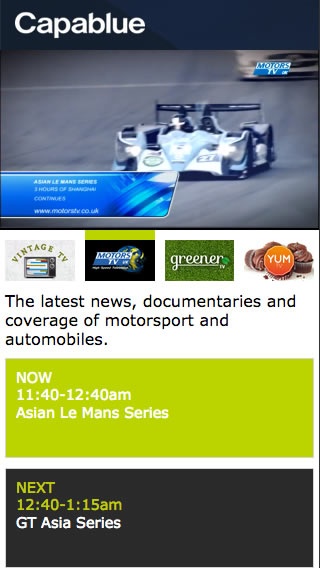 Capablue
MOTORS
TV UK
27
ASIAN LE MANS SERIES
3 HOURS OF SHANGHAI
CONTINUES
www.motorstv.co.uk
VINTAGE TV
MOTORS
TV UK
greener
TV
YUM
The latest news, documentaries and
coverage of motorsport and
automobiles.
NOW
11:40-12:40am
Asian Le Mans Series
NEXT
12:40-1:15am
GT Asia Series